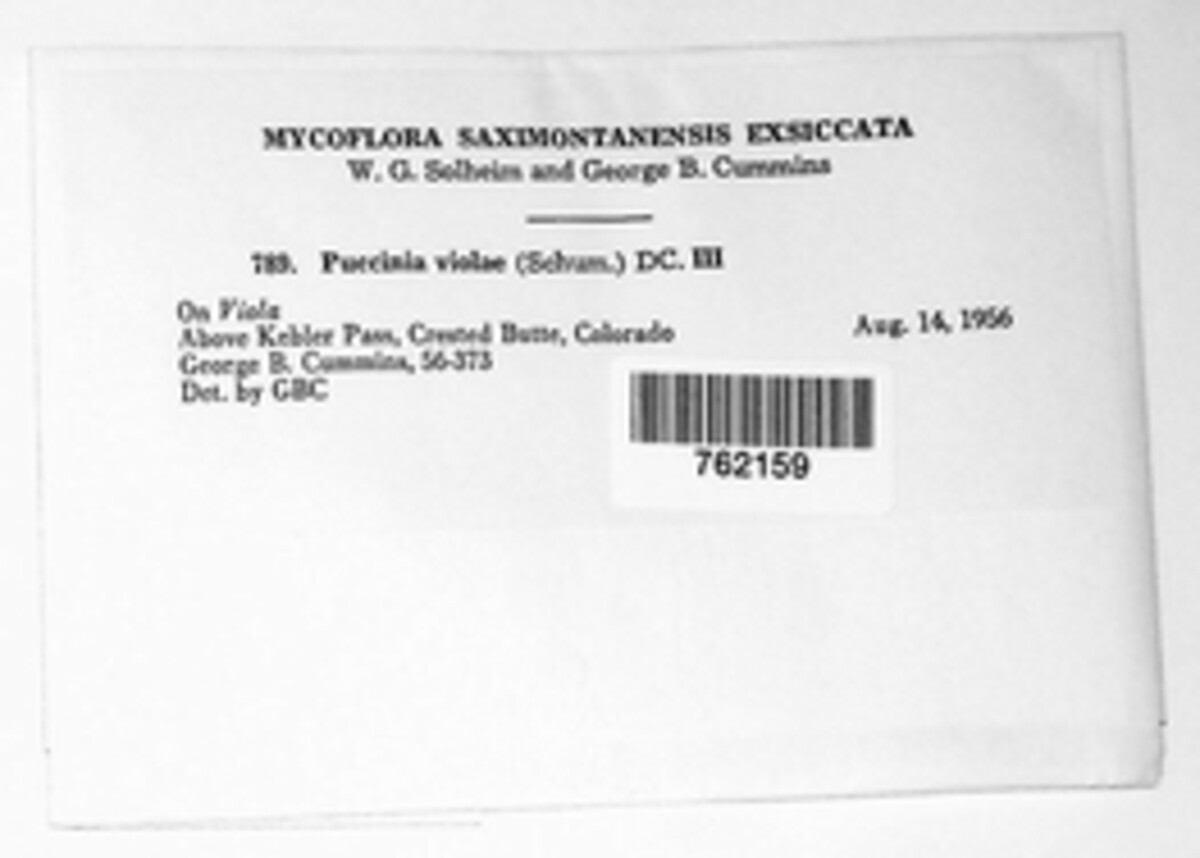 MYCOFLORA SAXIMONTANENSIS EXSICCATA
W. G. Solheim and George B. Cummins
789. Puccinia violae (Schum.) DC. III
On Viola
Above Kebler Pass, Crested Butte, Colorado Aug. 14, 1956
George B. Cummins, 56-373
Det. by GBC
762159